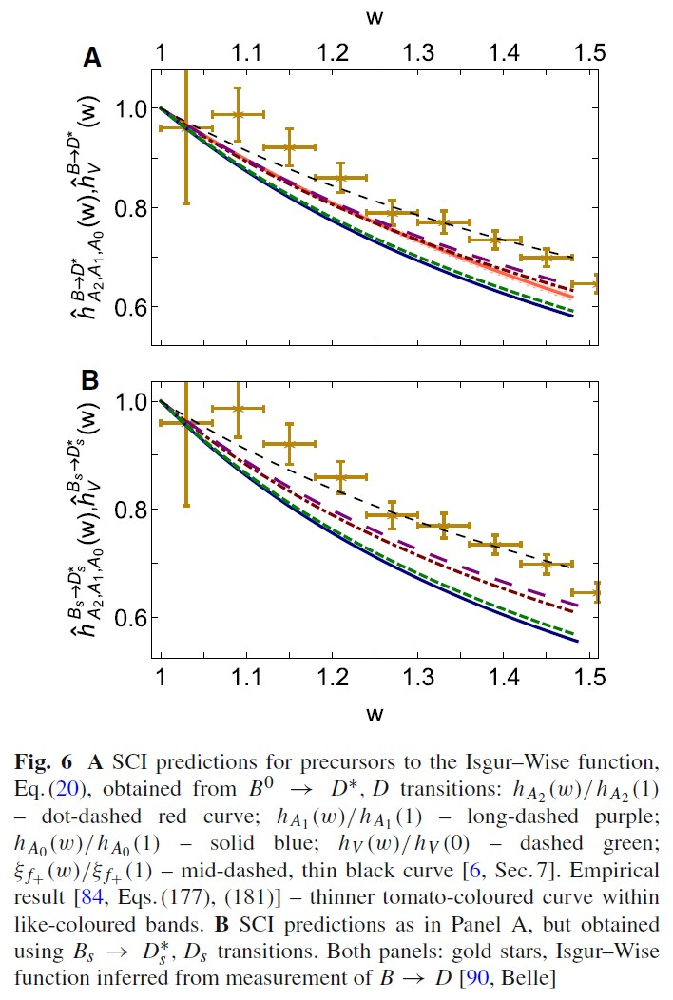 w
A
1 1.1 1.2 1.3 1.4 1.5
ĥ^{B→D*}_{A2,A1,A0}(w),ĥ^{B→D*}_V(w)
1.0
0.8
0.6
B
ĥ^{Bs→D*s}_{A2,A1,A0}(w),ĥ^{Bs→D*s}_V(w)
1.0
0.8
0.6
1 1.1 1.2 1.3 1.4 1.5
w
Fig. 6 A SCI predictions for precursors to the Isgur–Wise function,
Eq. (20), obtained from B⁰ → D*, D transitions: h_{A2}(w)/h_{A2}(1)
– dot-dashed red curve; h_{A1}(w)/h_{A1}(1) – long-dashed purple;
h_{A0}(w)/h_{A0}(1) – solid blue; h_V(w)/h_V(0) – dashed green;
ξ_{f+}(w)/ξ_{f+}(1) – mid-dashed, thin black curve [6, Sec. 7]. Empirical
result [84, Eqs. (177), (181)] – thinner tomato-coloured curve within
like-coloured bands. B SCI predictions as in Panel A, but obtained
using Bs → D*s, Ds transitions. Both panels: gold stars, Isgur–Wise
function inferred from measurement of B → D [90, Belle]